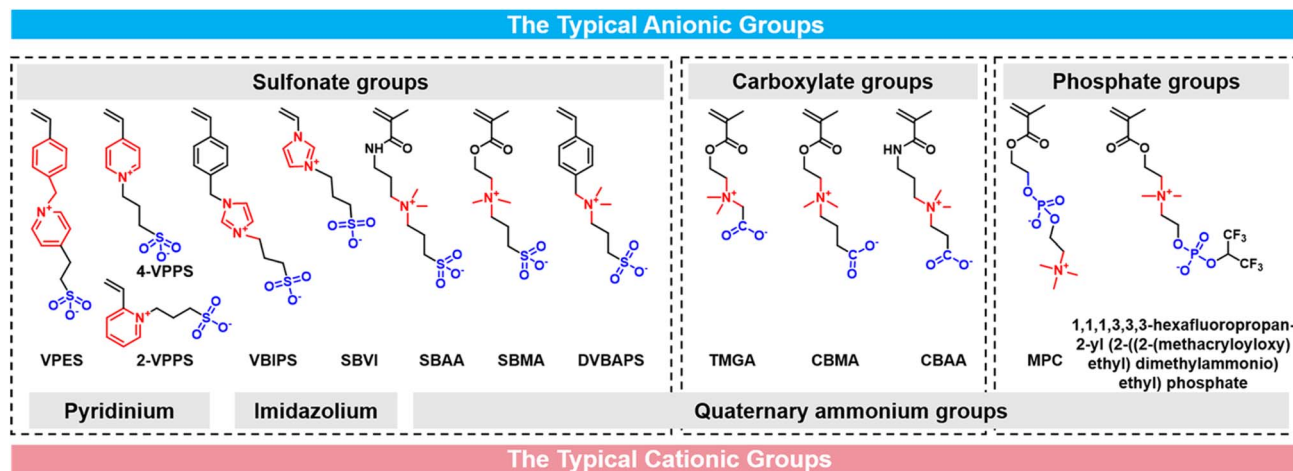 The Typical Anionic Groups
Sulfonate groups
Carboxylate groups
Phosphate groups
4-VPPS
VPES
2-VPPS
VBIPS
SBVI
SBAA
SBMA
DVBAPS
TMGA
CBMA
CBAA
MPC
1,1,1,3,3,3-hexafluoropropan-
2-yl (2-((2-(methacryloyloxy)
ethyl) dimethylammonio)
ethyl) phosphate
Pyridinium
Imidazolium
Quaternary ammonium groups
The Typical Cationic Groups